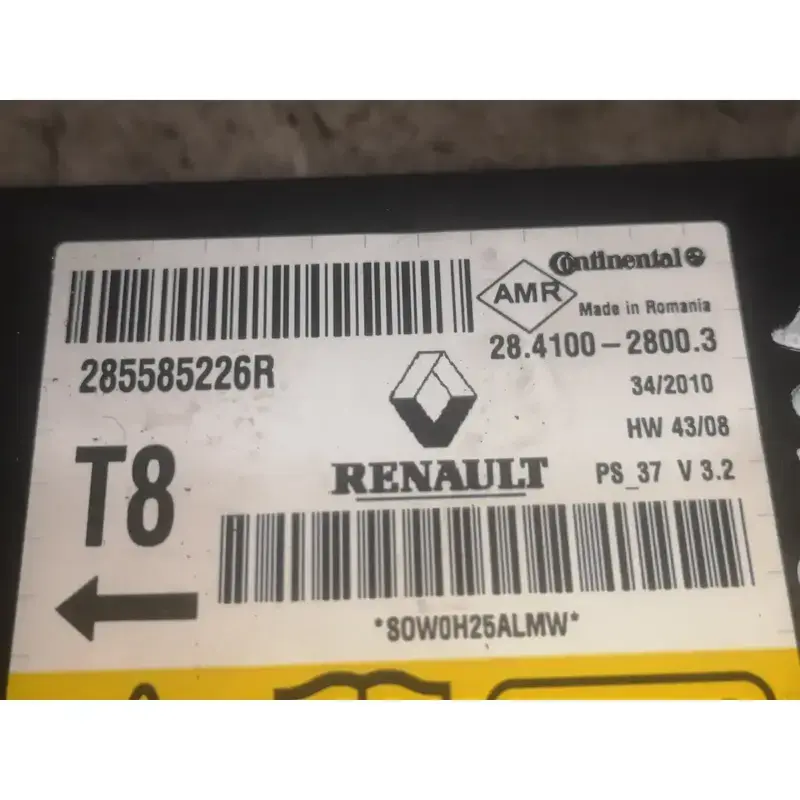 Continental
AMR
Made in Romania
285585226R
28.4100-2800.3
34/2010
HW 43/08
T8
RENAULT
PS_37 V 3.2
*SOW0H25ALMW*